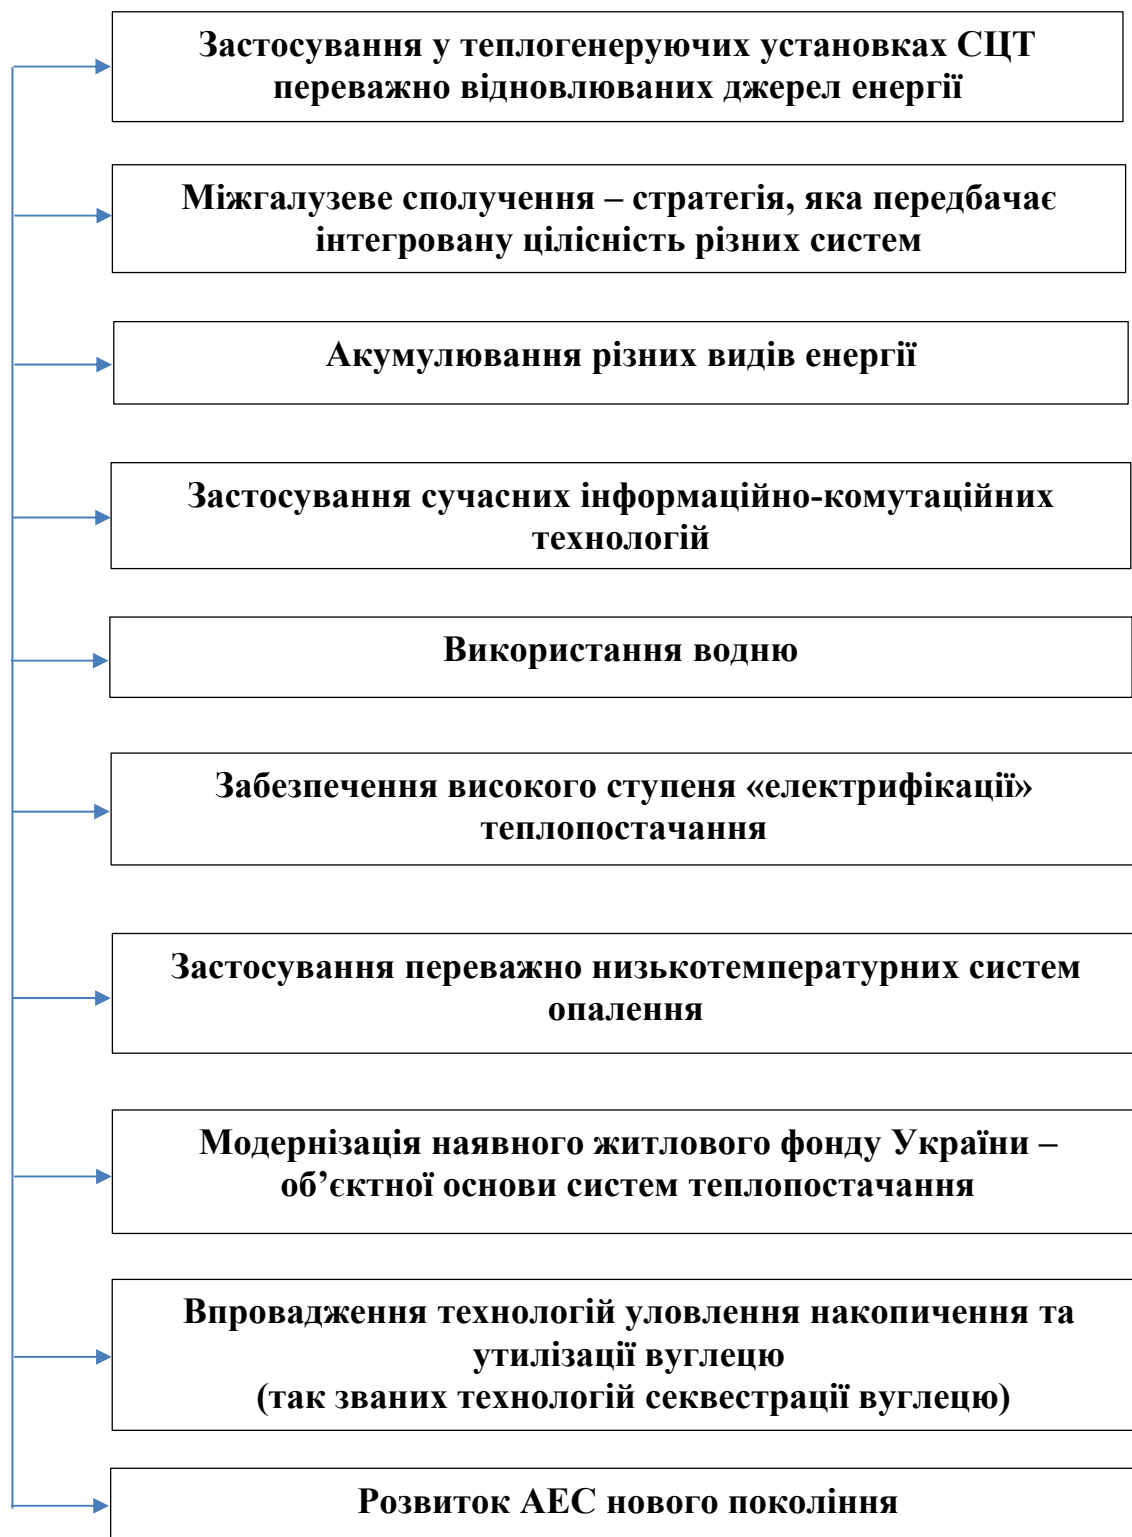 Застосування у теплогенеруючих установках СЦТ
переважно відновлюваних джерел енергії
Міжгалузеве сполучення – стратегія, яка передбачає
інтегровану цілісність різних систем
Акумулювання різних видів енергії
Застосування сучасних інформаційно-комутаційних
технологій
Використання водню
Забезпечення високого ступеня «електрифікації»
теплопостачання
Застосування переважно низькотемпературних систем
опалення
Модернізація наявного житлового фонду України –
об’єктної основи систем теплопостачання
Впровадження технологій уловлення накопичення та
утилізації вуглецю
(так званих технологій секвестрації вуглецю)
Розвиток АЕС нового покоління